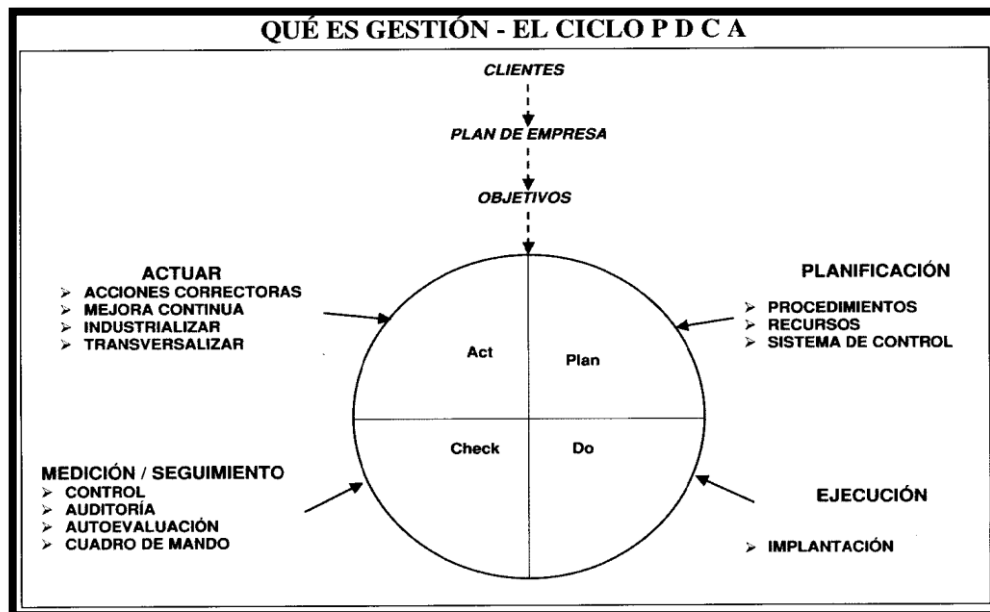 QUÉ ES GESTIÓN - EL CICLO P D C A
CLIENTES
PLAN DE EMPRESA
OBJETIVOS
ACTUAR
➢ ACCIONES CORRECTORAS
➢ MEJORA CONTINUA
➢ INDUSTRIALIZAR
➢ TRANSVERSALIZAR
PLANIFICACIÓN
➢ PROCEDIMIENTOS
➢ RECURSOS
➢ SISTEMA DE CONTROL
Act
Plan
Check
Do
MEDICIÓN / SEGUIMIENTO
➢ CONTROL
➢ AUDITORÍA
➢ AUTOEVALUACIÓN
➢ CUADRO DE MANDO
EJECUCIÓN
➢ IMPLANTACIÓN